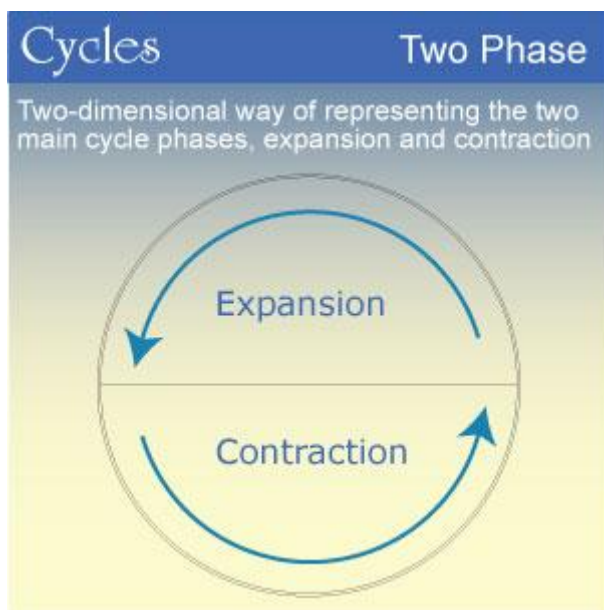 Cycles Two Phase
Two-dimensional way of representing the two
main cycle phases, expansion and contraction
Expansion
Contraction